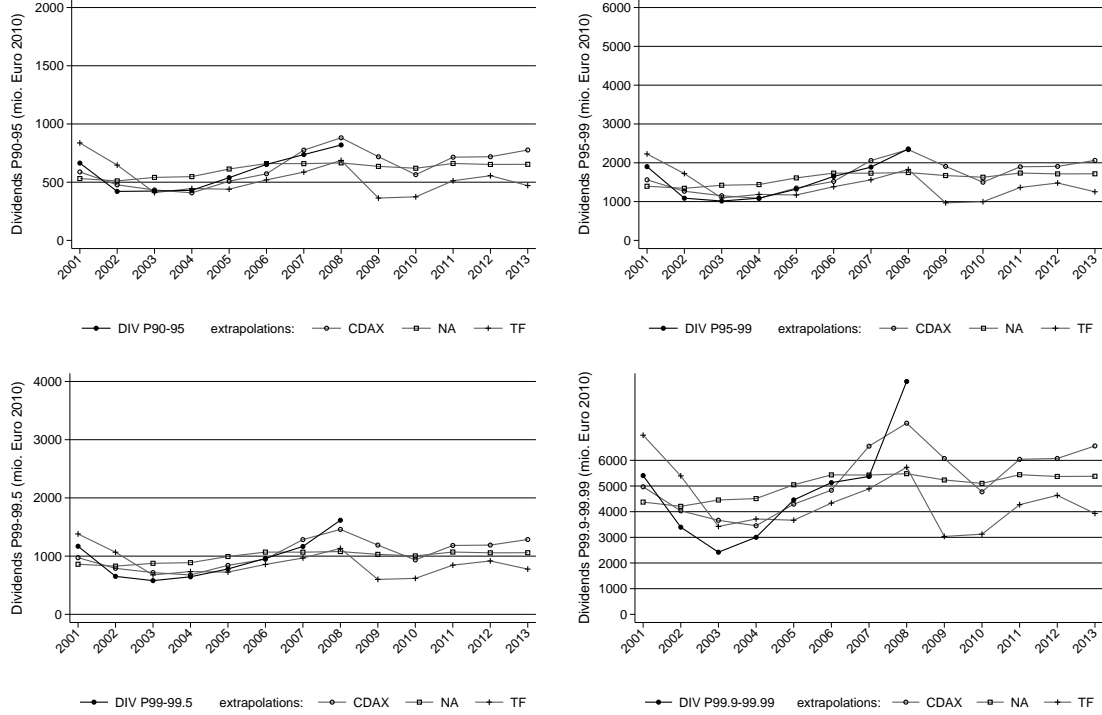 Dividends P90-95 (mio. Euro 2010)
2000
1500
1000
500
0
2001 2002 2003 2004 2005 2006 2007 2008 2009 2010 2011 2012 2013
DIV P90-95 extrapolations: CDAX NA TF
Dividends P95-99 (mio. Euro 2010)
6000
5000
4000
3000
2000
1000
0
2001 2002 2003 2004 2005 2006 2007 2008 2009 2010 2011 2012 2013
DIV P95-99 extrapolations: CDAX NA TF
Dividends P99-99.5 (mio. Euro 2010)
4000
3000
2000
1000
0
2001 2002 2003 2004 2005 2006 2007 2008 2009 2010 2011 2012 2013
DIV P99-99.5 extrapolations: CDAX NA TF
Dividends P99.9-99.99 (mio. Euro 2010)
6000
5000
4000
3000
2000
1000
0
2001 2002 2003 2004 2005 2006 2007 2008 2009 2010 2011 2012 2013
DIV P99.9-99.99 extrapolations: CDAX NA TF